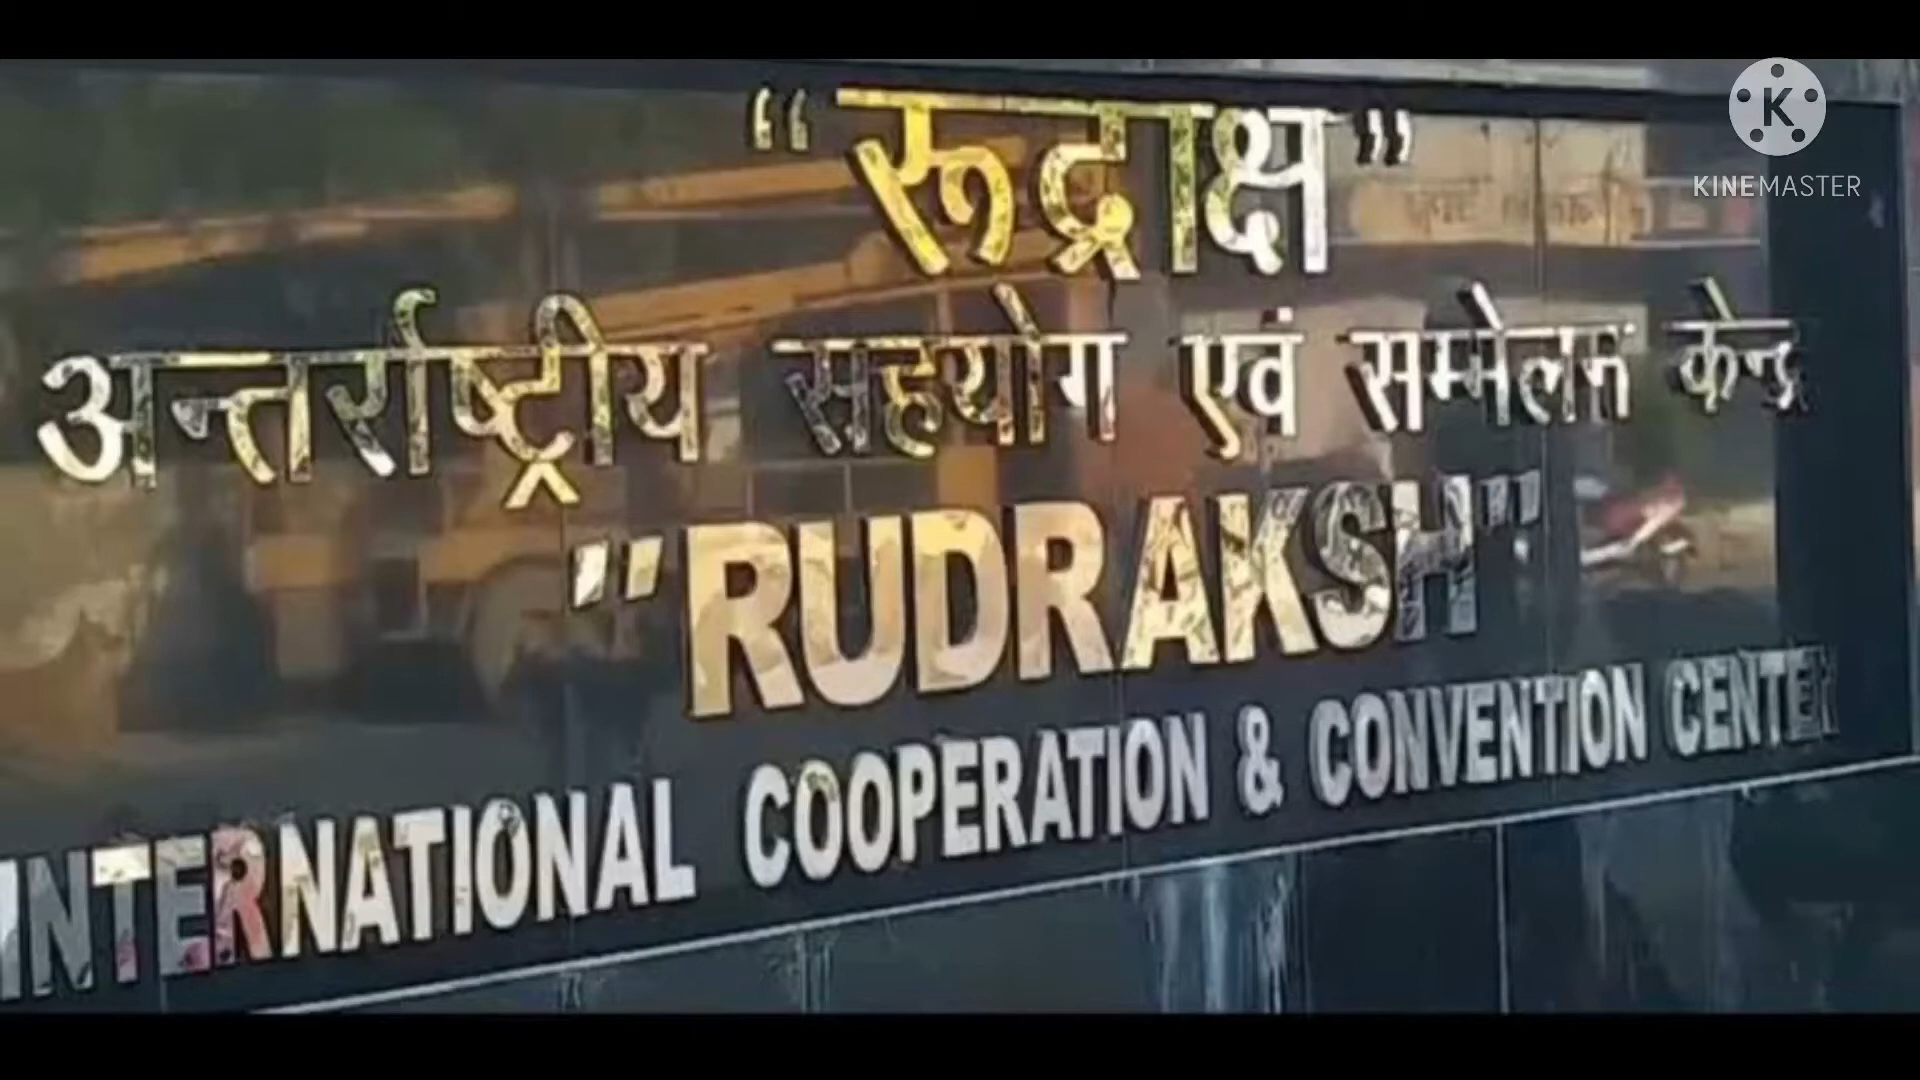 “रूद्राक्ष”
अन्तर्राष्ट्रीय सहयोग एवं सम्मेलन केन्द्र
"RUDRAKSH"
INTERNATIONAL COOPERATION & CONVENTION CENTER
K
KINEMASTER